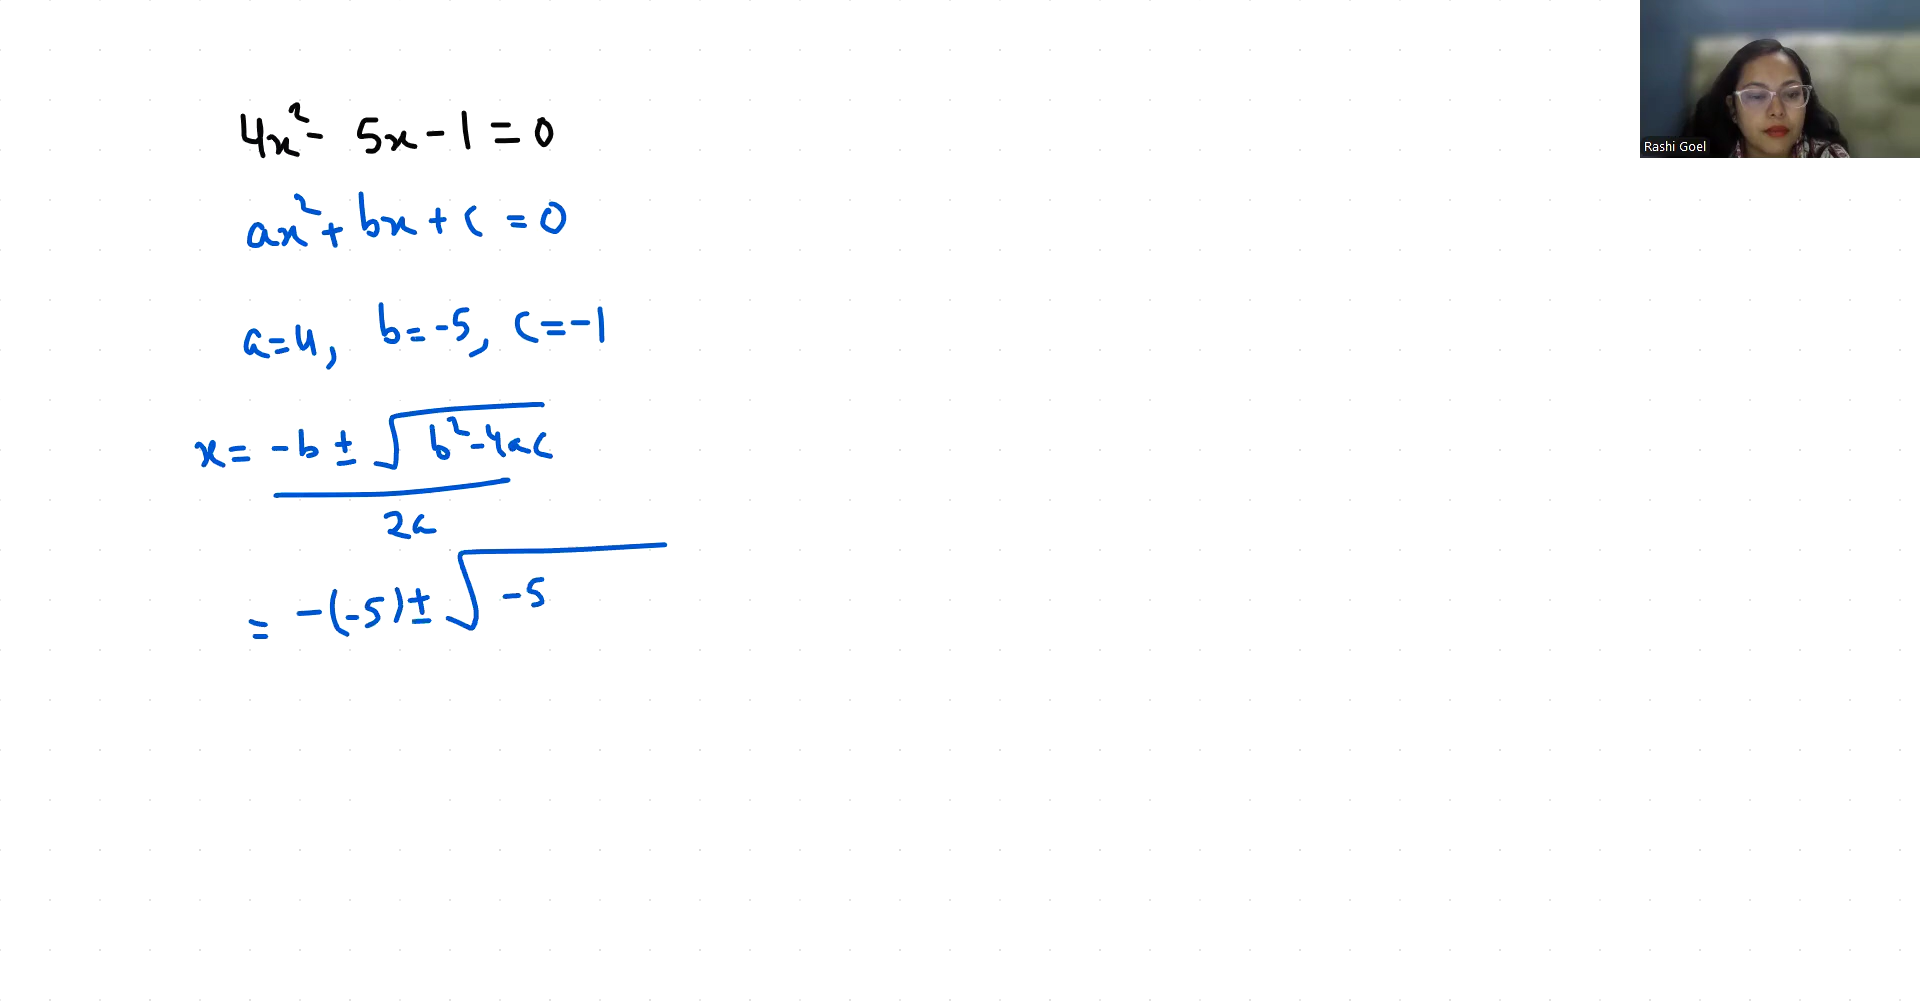 4x² - 5x - 1 = 0
ax² + bx + c = 0
a=4, b=-5, c=-1
x= -b ± √b²-4ac
2a
= -(-5) ± √-5
Rashi Goel